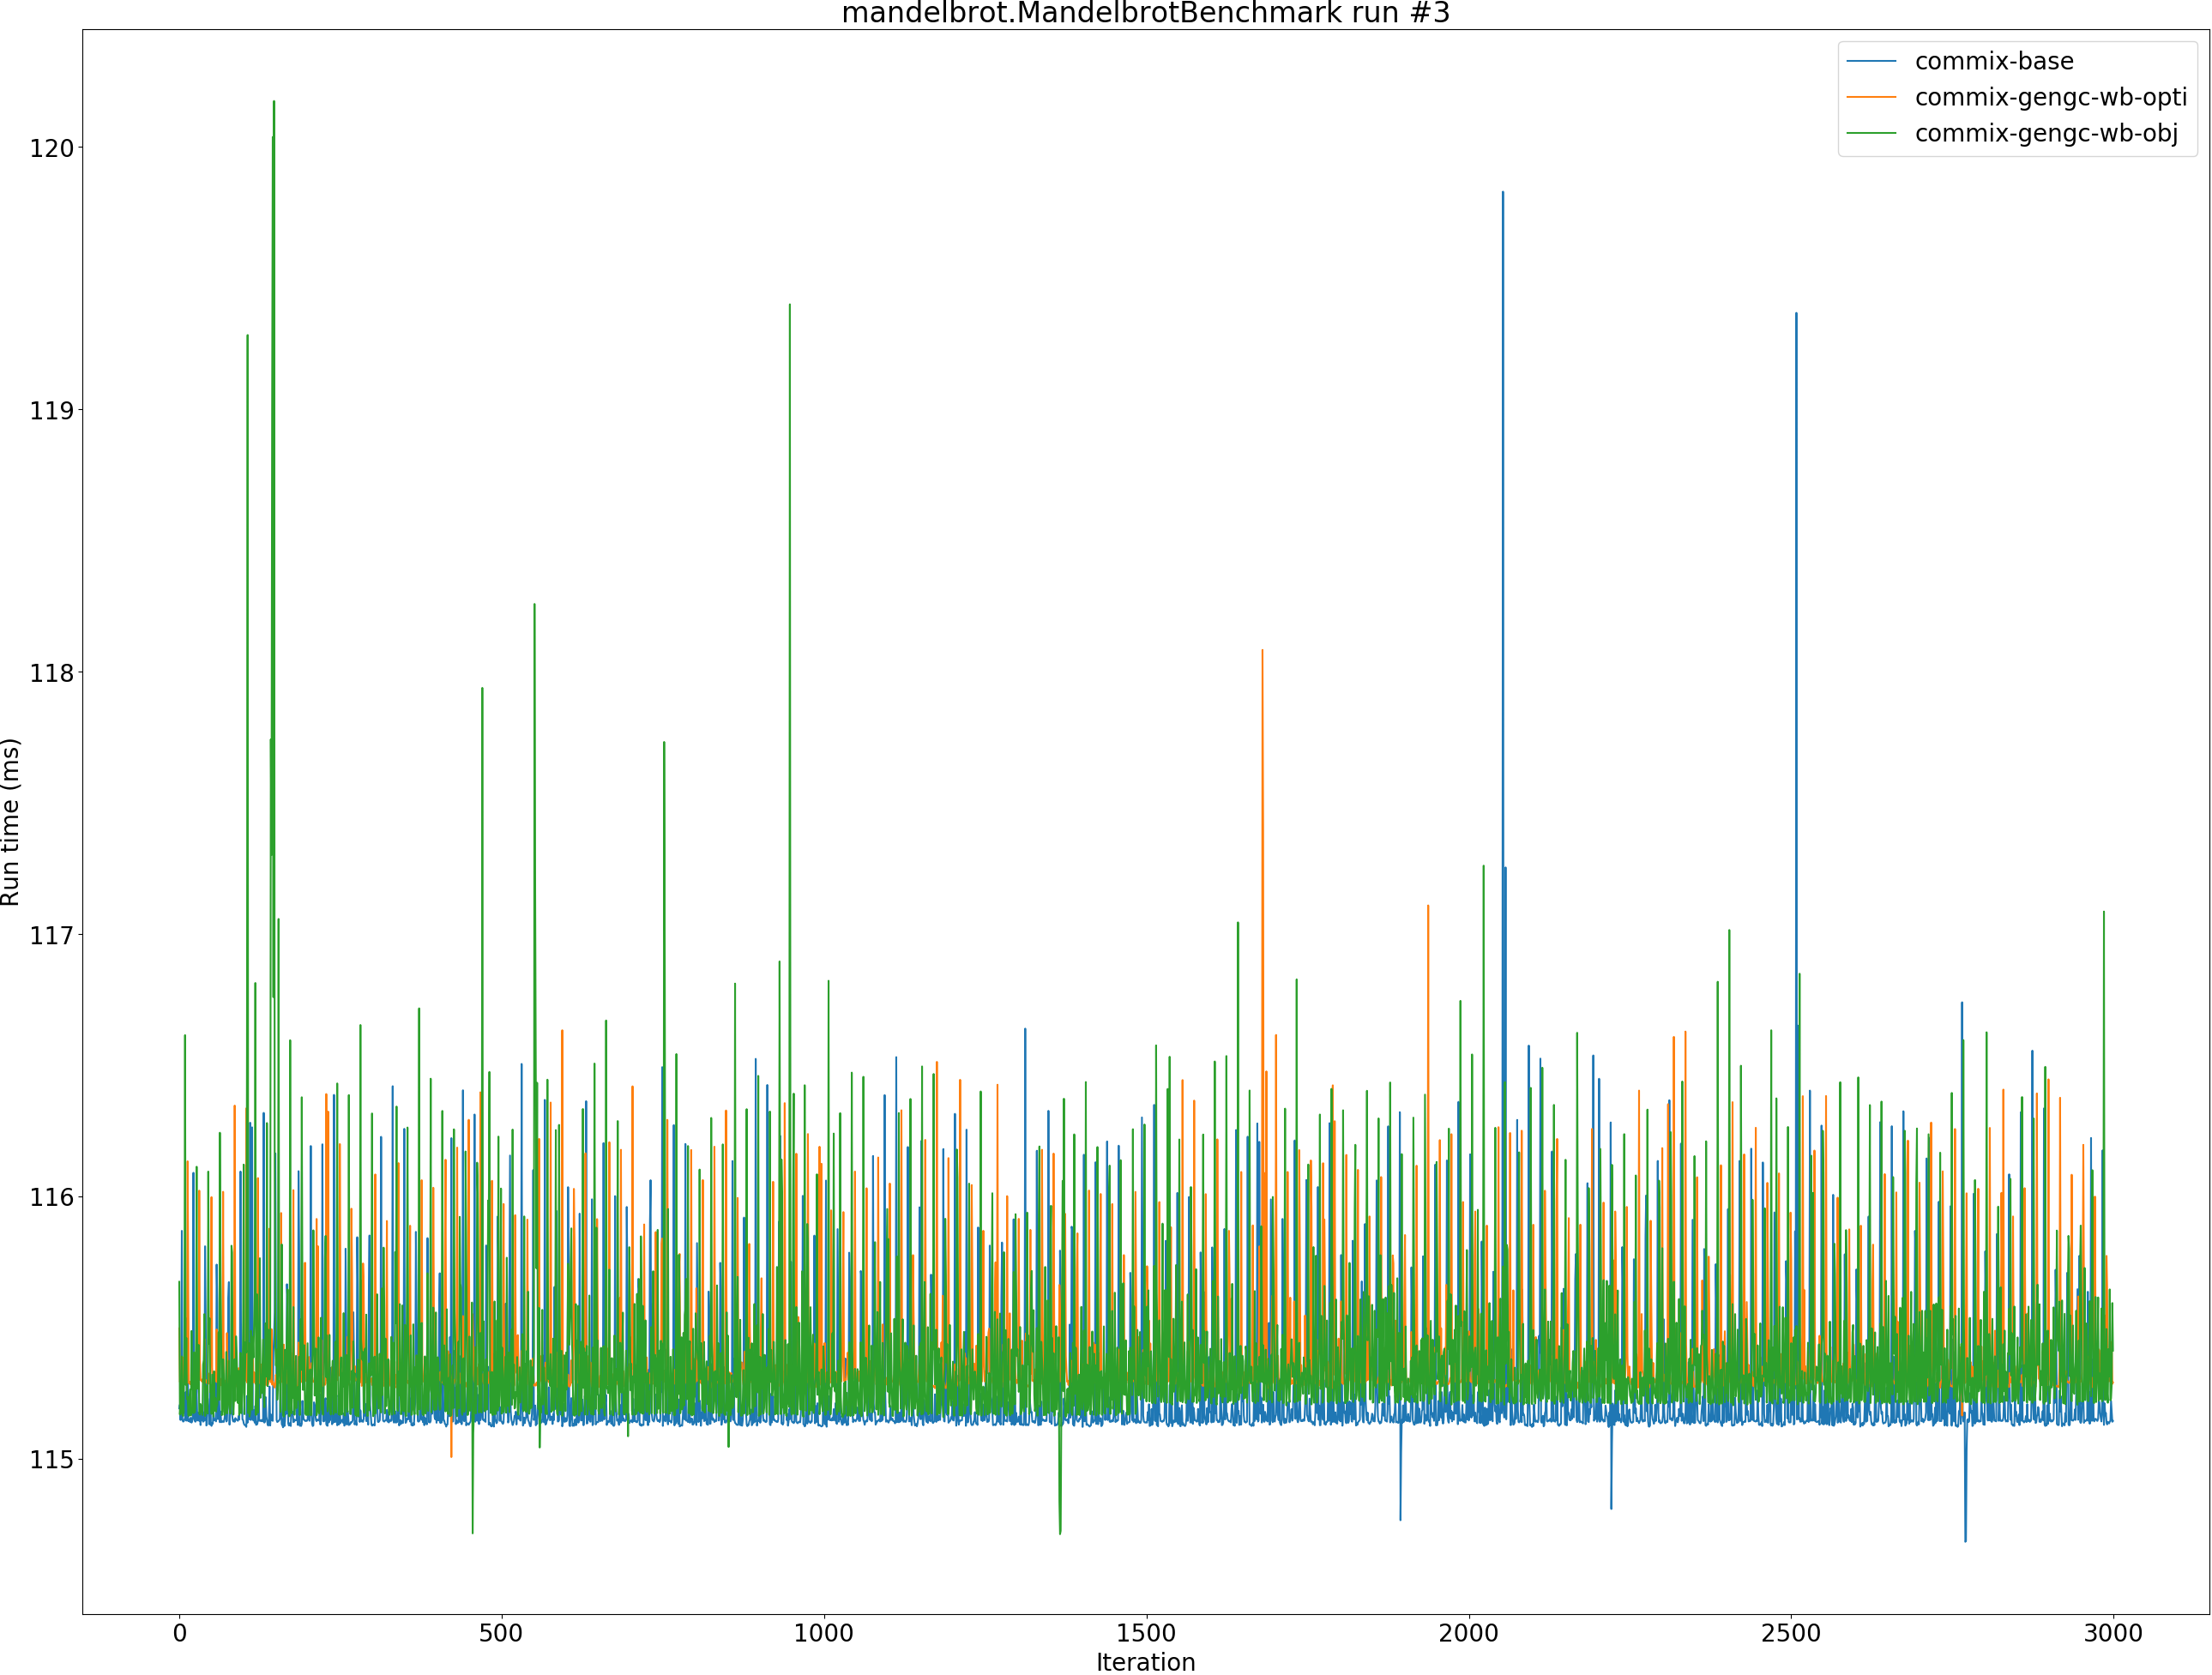 mandelbrot.MandelbrotBenchmark run #3
commix-base
commix-gengc-wb-opti
commix-gengc-wb-obj
120
119
118
117
116
115
Run time (ms)
0 500 1000 1500 2000 2500 3000
Iteration